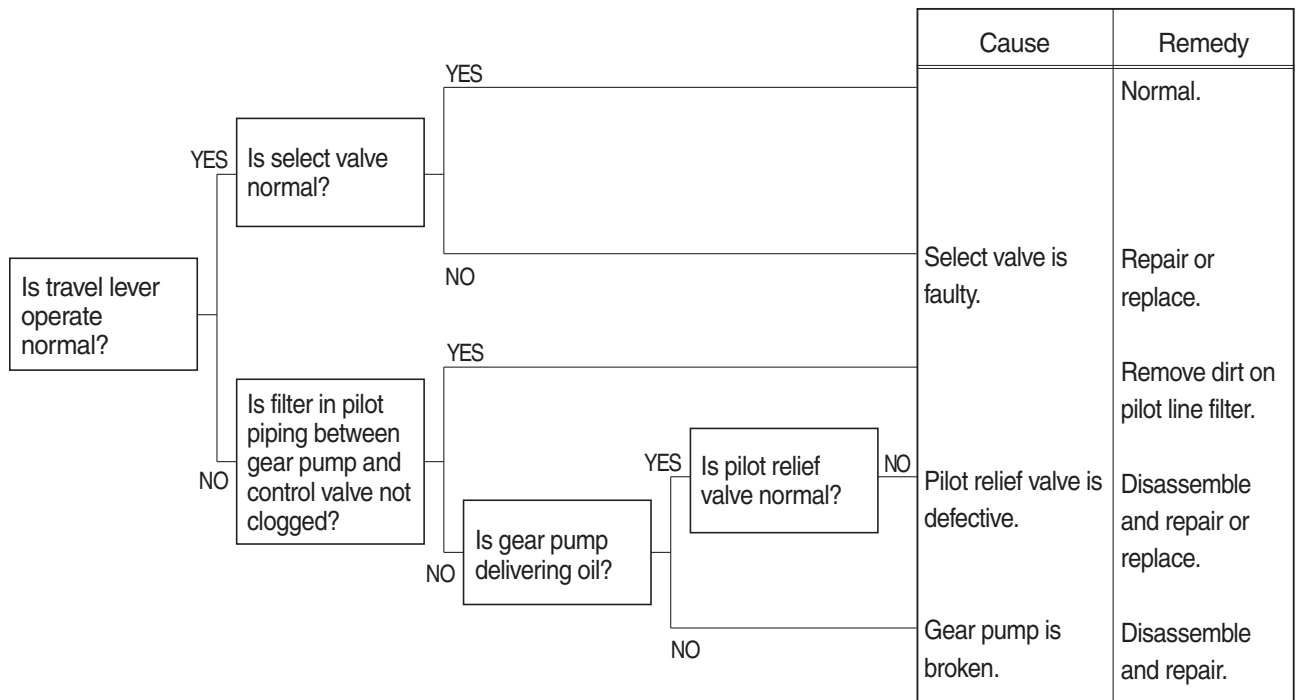 Cause
Remedy
YES
Normal.
YES
Is select valve
normal?
NO
Select valve is
faulty.
Repair or
replace.
Is travel lever
operate
normal?
YES
Remove dirt on
pilot line filter.
NO
Is filter in pilot
piping between
gear pump and
control valve not
clogged?
YES
Is pilot relief
valve normal?
NO
Pilot relief valve is
defective.
Disassemble
and repair or
replace.
NO
Is gear pump
delivering oil?
NO
Gear pump is
broken.
Disassemble
and repair.